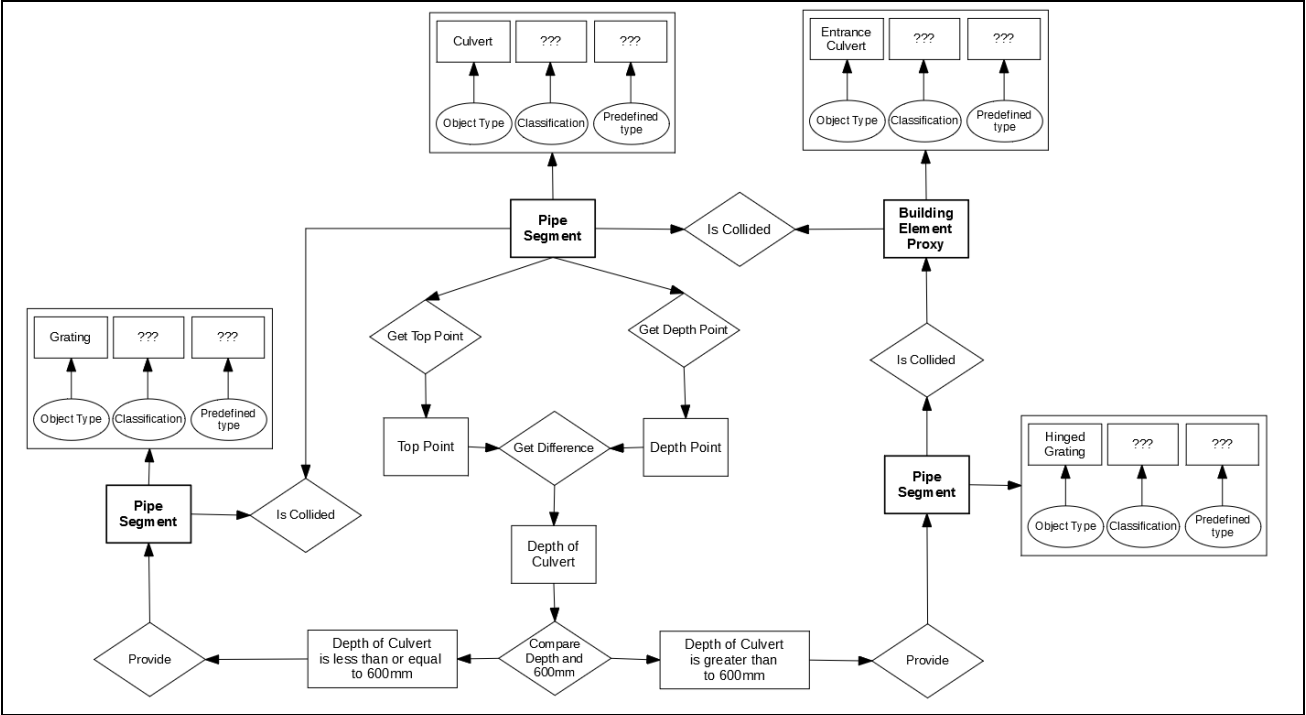 Culvert
???
???
Object Type
Classification
Predefined
type
Entrance
Culvert
???
???
Object Type
Classification
Predefined
type
Pipe
Segment
Is Collided
Building
Element
Proxy
Get Top Point
Get Depth Point
Is Collided
Grating
???
???
Object Type
Classification
Predefined
type
Top Point
Get Difference
Depth Point
Hinged
Grating
???
???
Object Type
Classification
Predefined
type
Pipe
Segment
Is Collided
Pipe
Segment
Depth of
Culvert
Provide
Depth of Culvert
is less than or equal
to 600mm
Compare
Depth and
600mm
Depth of Culvert
is greater than
to 600mm
Provide